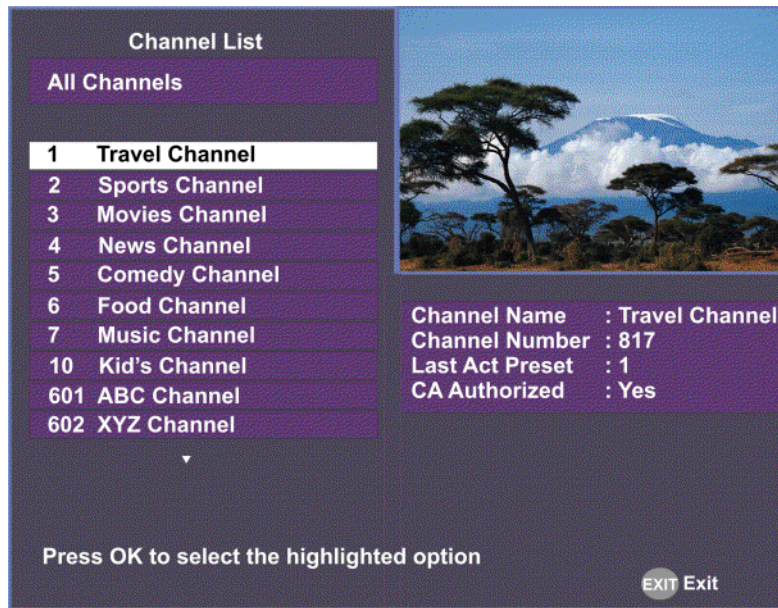 Channel List
All Channels
1 Travel Channel
2 Sports Channel
3 Movies Channel
4 News Channel
5 Comedy Channel
6 Food Channel
7 Music Channel
10 Kid's Channel
601 ABC Channel
602 XYZ Channel
Channel Name : Travel Channel
Channel Number : 817
Last Act Preset : 1
CA Authorized : Yes
Press OK to select the highlighted option
EXIT Exit